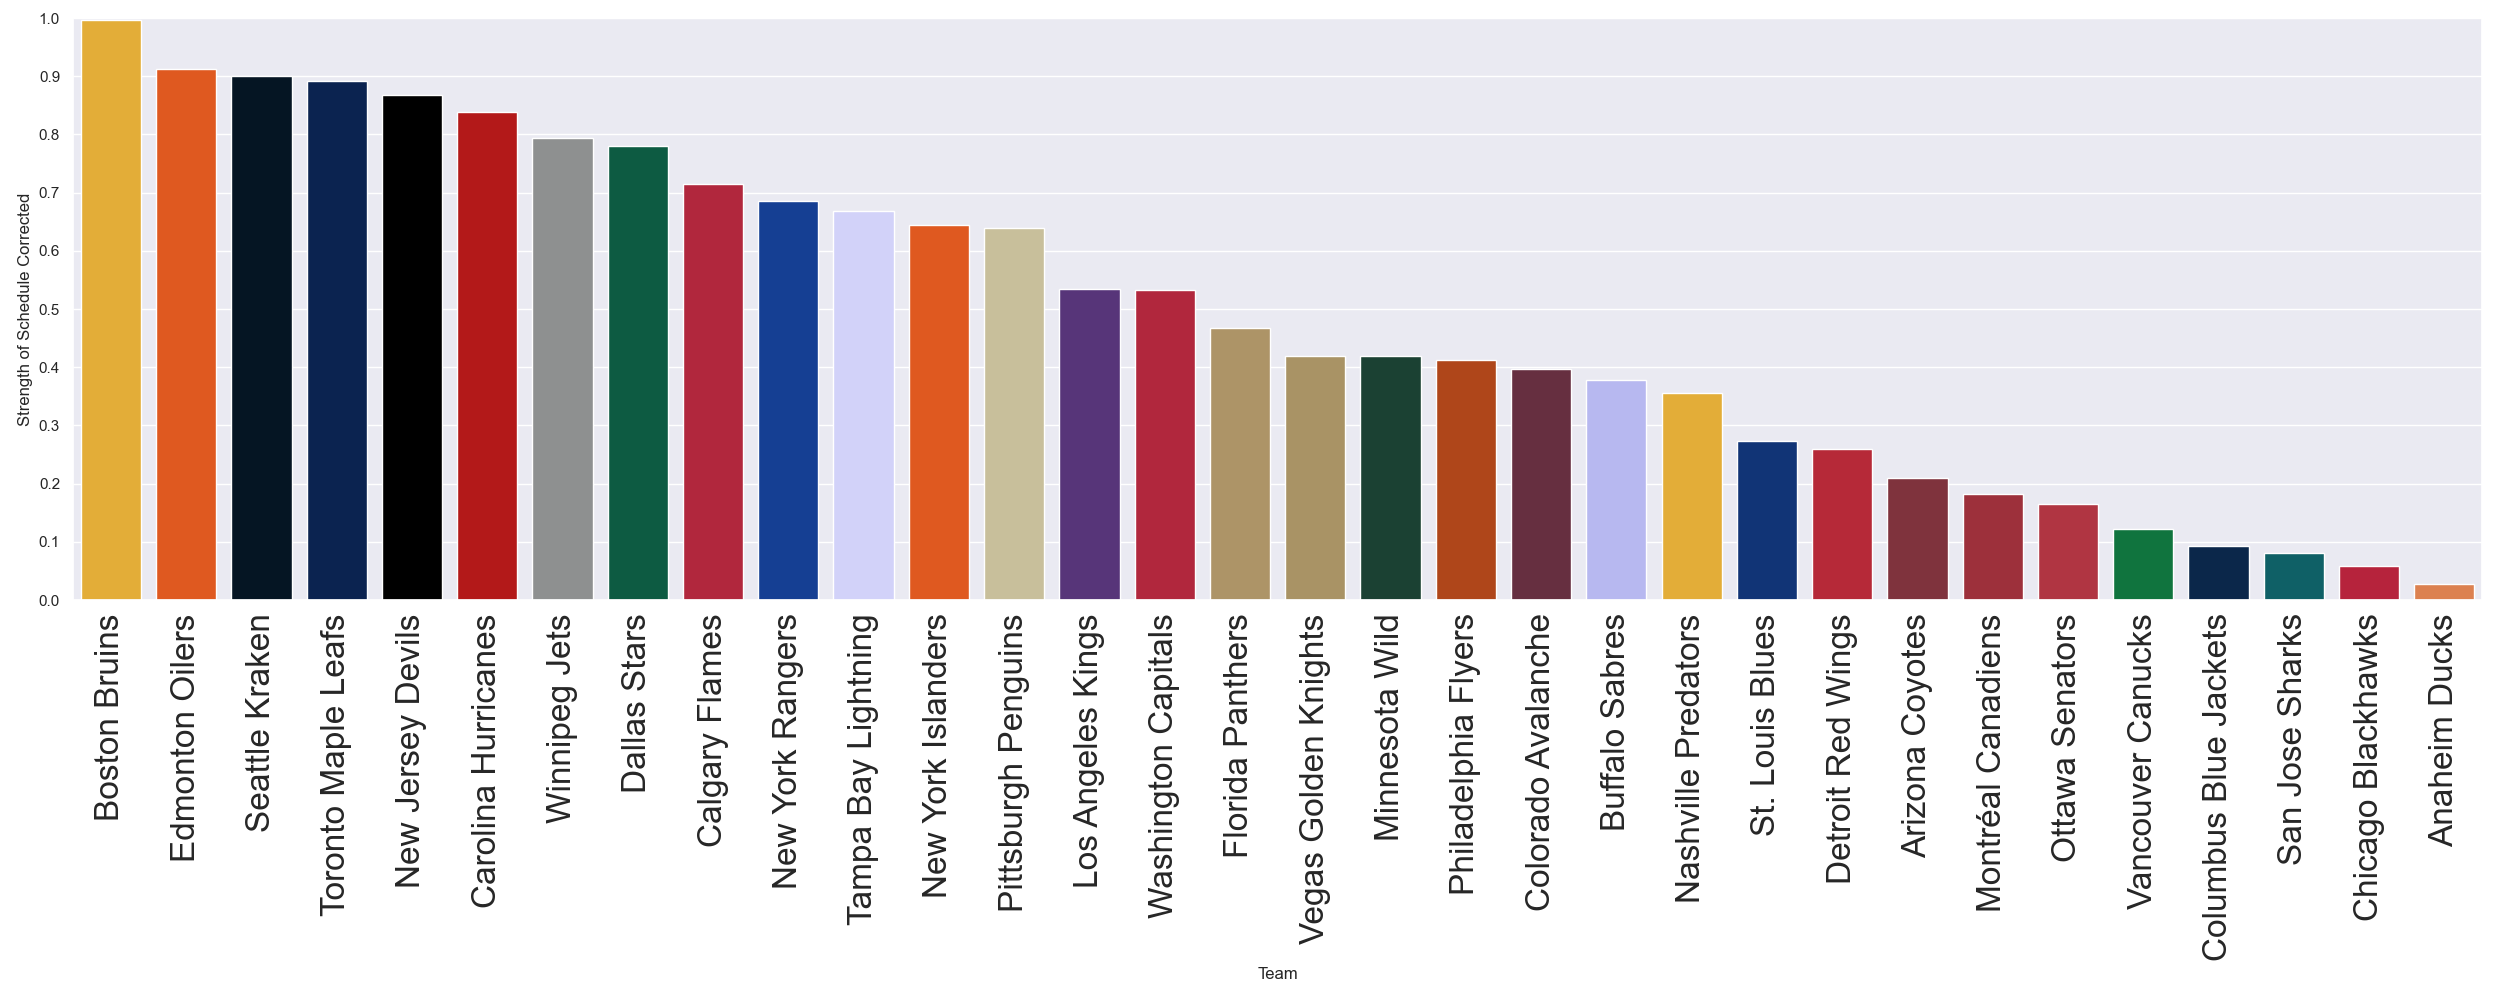 1.0
0.9
0.8
0.7
0.6
0.5
0.4
0.3
0.2
0.1
0.0
Strength of Schedule Corrected
Boston Bruins
Edmonton Oilers
Seattle Kraken
Toronto Maple Leafs
New Jersey Devils
Carolina Hurricanes
Winnipeg Jets
Dallas Stars
Calgary Flames
New York Rangers
Tampa Bay Lightning
New York Islanders
Pittsburgh Penguins
Los Angeles Kings
Washington Capitals
Florida Panthers
Vegas Golden Knights
Minnesota Wild
Philadelphia Flyers
Colorado Avalanche
Buffalo Sabres
Nashville Predators
St. Louis Blues
Detroit Red Wings
Arizona Coyotes
Montréal Canadiens
Ottawa Senators
Vancouver Canucks
Columbus Blue Jackets
San Jose Sharks
Chicago Blackhawks
Anaheim Ducks
Team